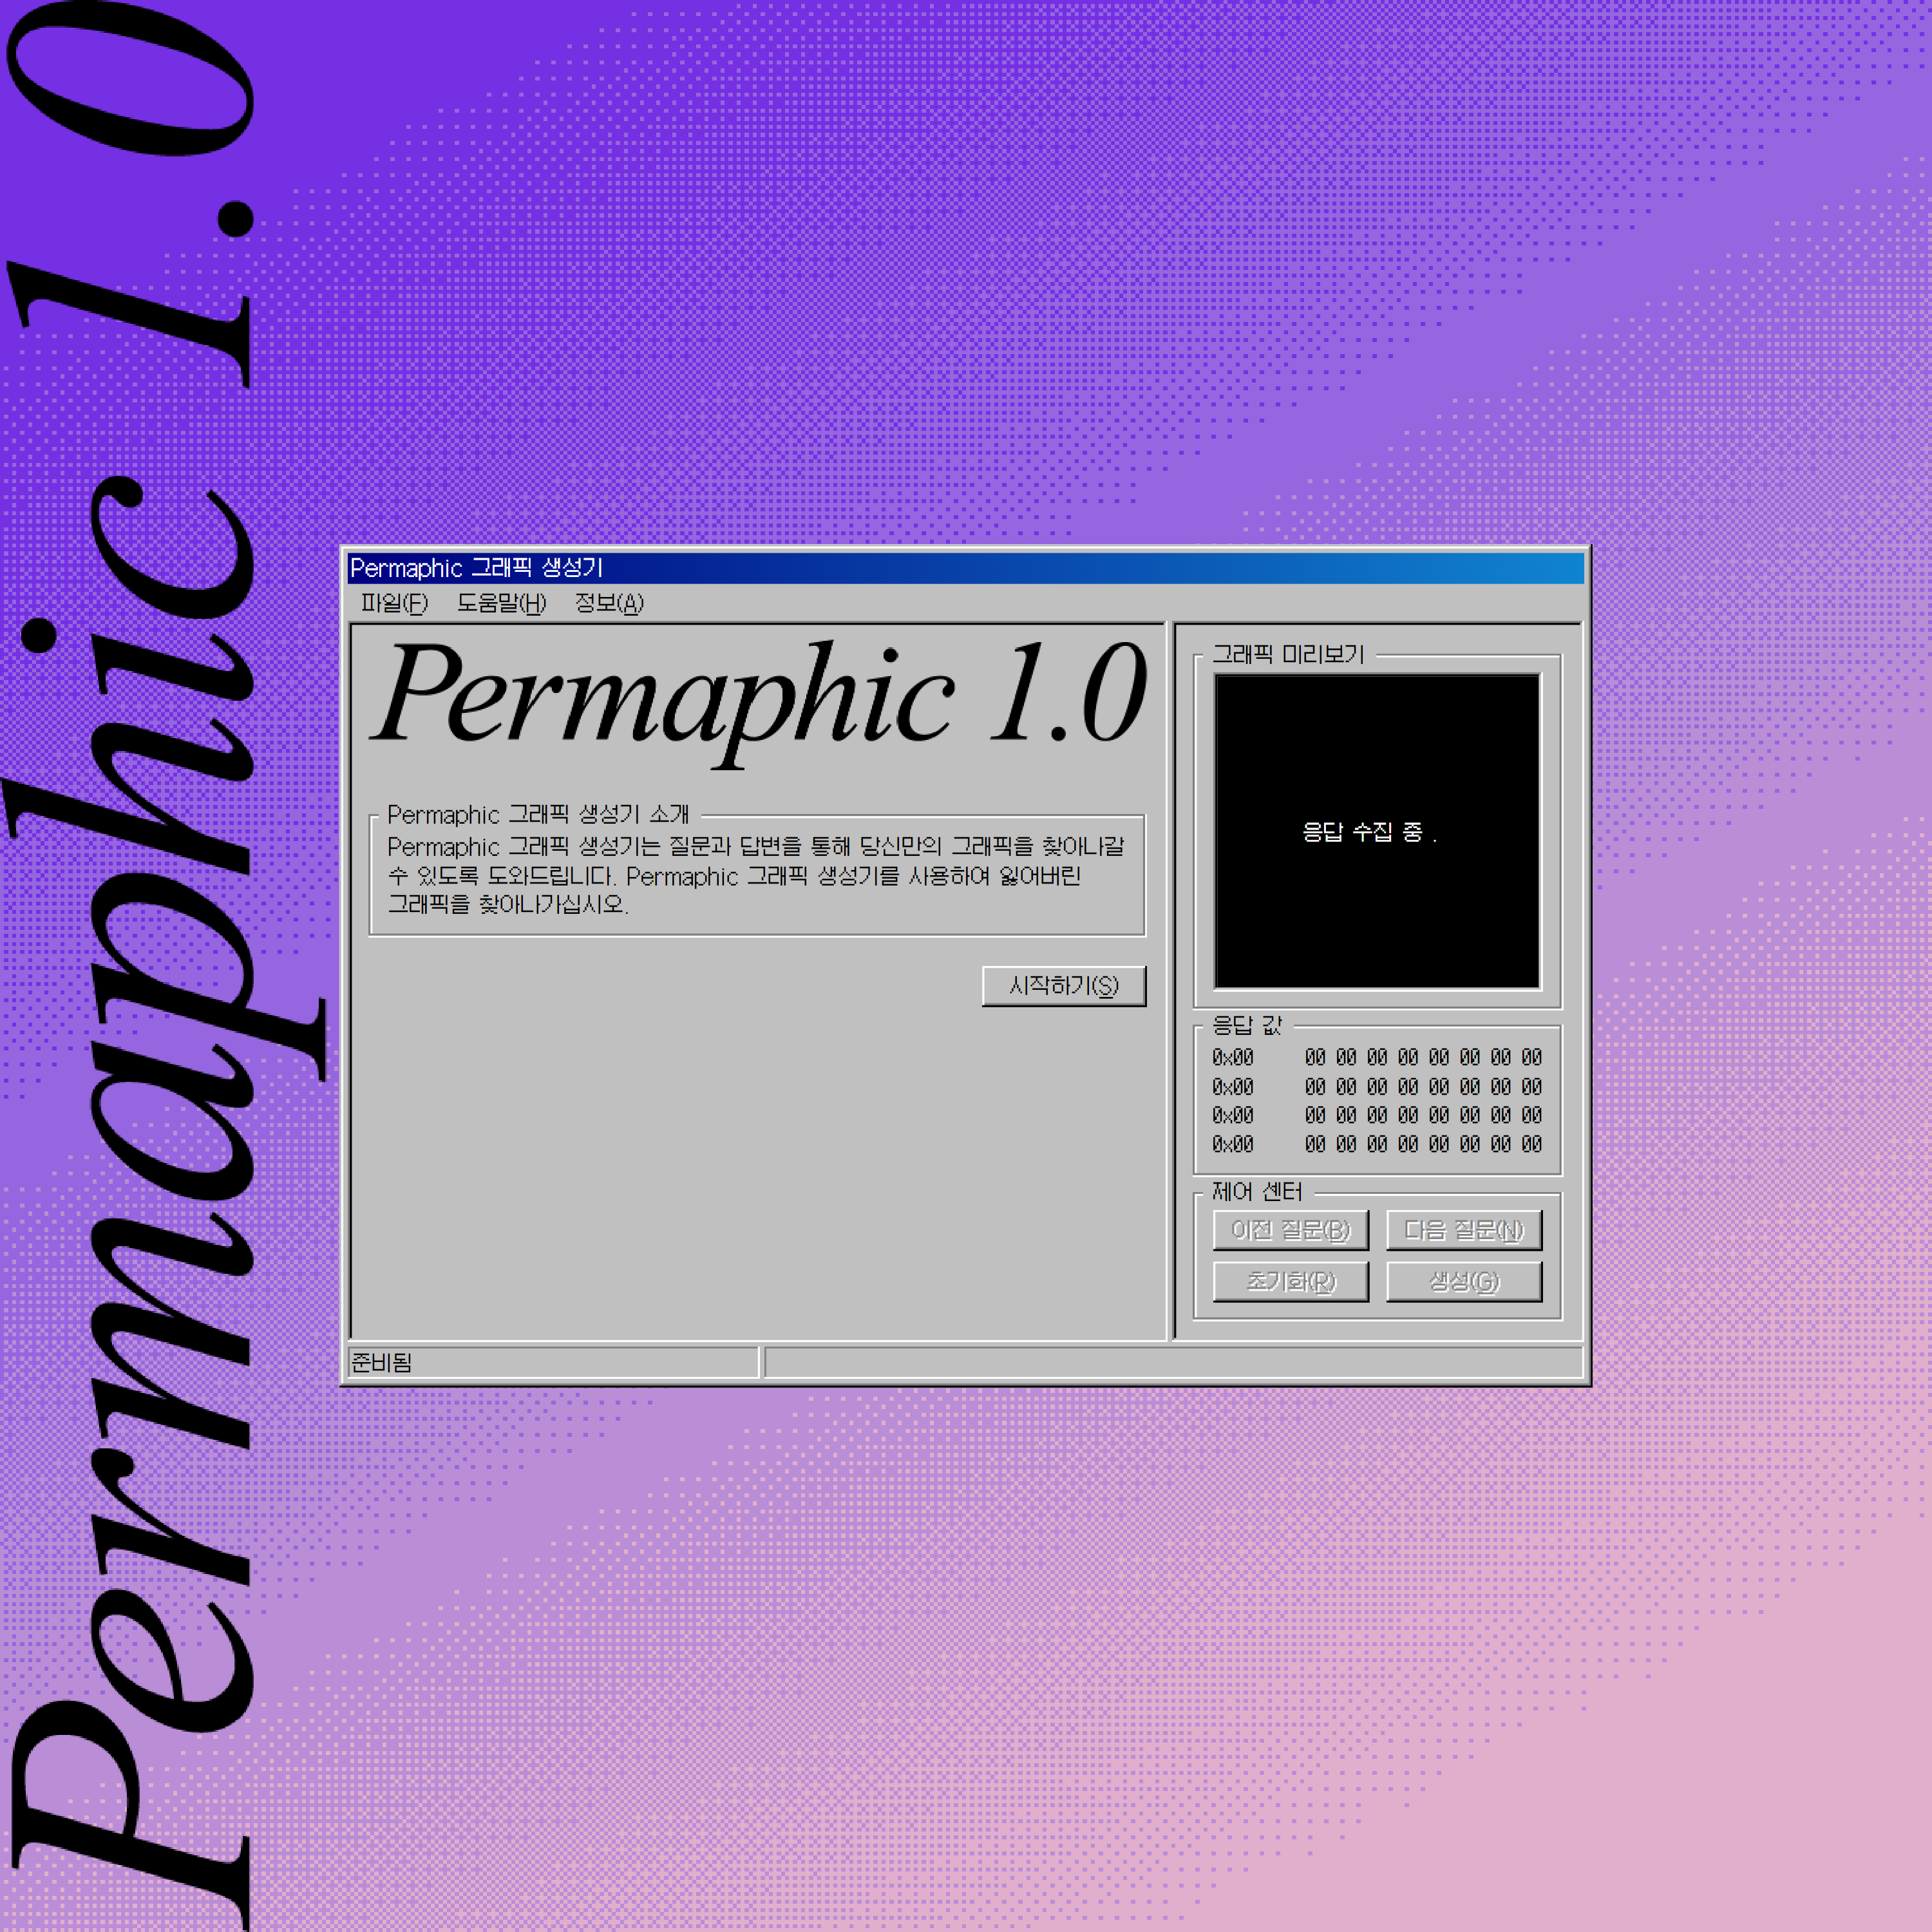 Permaphic 1.0
Permaphic 그래픽 생성기
파일(F) 도움말(H) 정보(A)
Permaphic 1.0
Permaphic 그래픽 생성기 소개
Permaphic 그래픽 생성기는 질문과 답변을 통해 당신만의 그래픽을 찾아나갈
수 있도록 도와드립니다. Permaphic 그래픽 생성기를 사용하여 잃어버린
그래픽을 찾아나가십시오.
시작하기(S)
그래픽 미리보기
응답 수집 중 .
응답 값
0x00 00 00 00 00 00 00 00 00
0x00 00 00 00 00 00 00 00 00
0x00 00 00 00 00 00 00 00 00
0x00 00 00 00 00 00 00 00 00
제어 센터
이전 질문(B) 다음 질문(N)
초기화(R) 생성(G)
준비됨